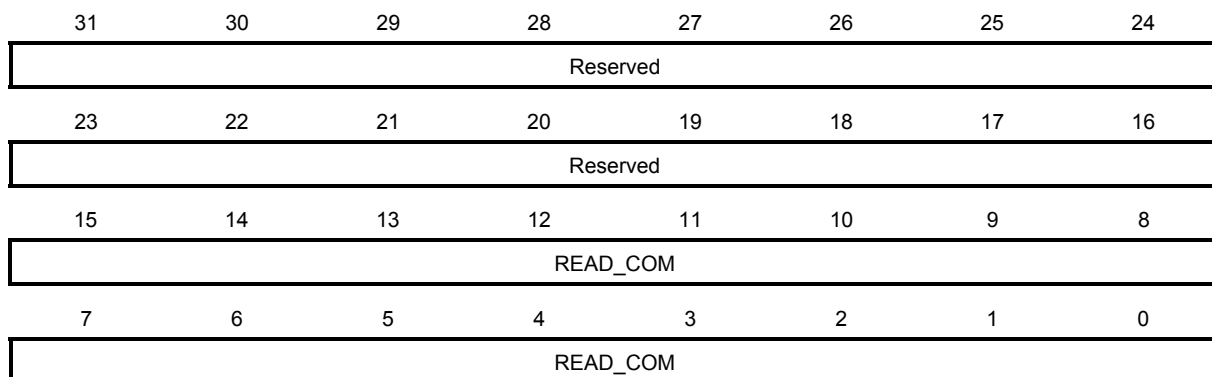 31 30 29 28 27 26 25 24
Reserved
23 22 21 20 19 18 17 16
Reserved
15 14 13 12 11 10 9 8
READ_COM
7 6 5 4 3 2 1 0
READ_COM